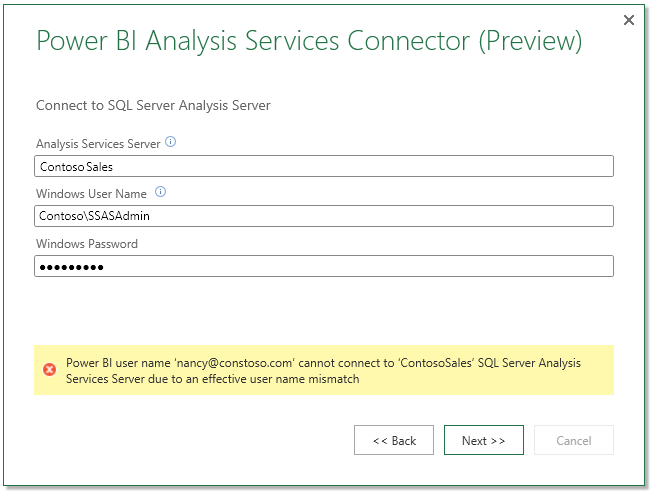 Power BI Analysis Services Connector (Preview)
Connect to SQL Server Analysis Server
Analysis Services Server
ContosoSales
Windows User Name
Contoso\SSASAdmin
Windows Password
●●●●●●●●●
Power BI user name ‘nancy@constoso.com’ cannot connect to ‘ContosoSales’ SQL Server Analysis
Services Server due to an effective user name mismatch
<< Back
Next >>
Cancel